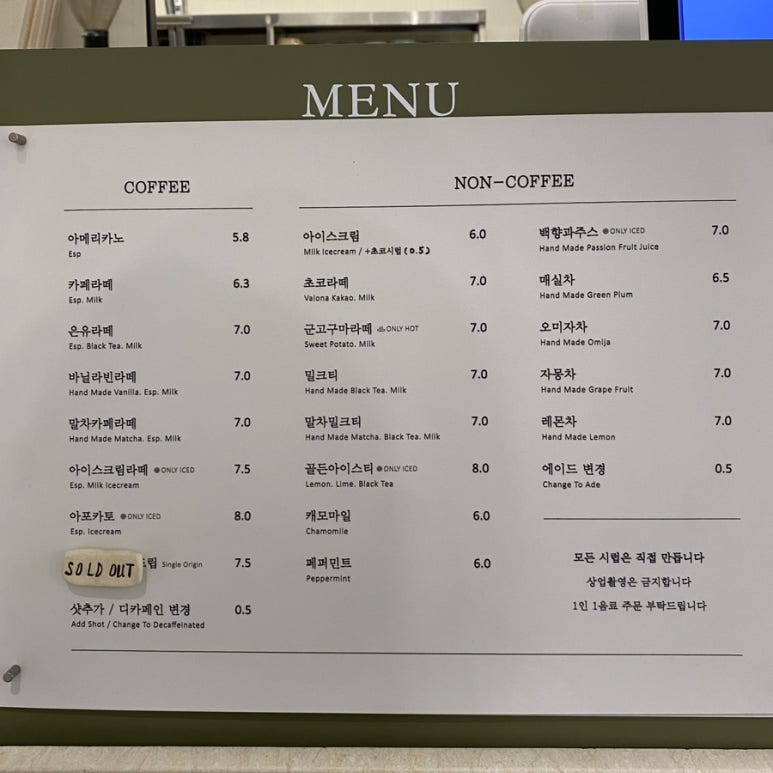 MENU
COFFEE
아메리카노 5.8
Esp
카페라떼 6.3
Esp. Milk
은유라떼 7.0
Esp. Black Tea. Milk
바닐라빈라떼 7.0
Hand Made Vanilla. Esp. Milk
말차카페라떼 7.0
Hand Made Matcha. Esp. Milk
아이스크림라떼 ONLY ICED 7.5
Esp. Milk Icecream
아포카토 ONLY ICED 8.0
Esp. Icecream
SOLD OUT 립 Single Origin 7.5
샷추가 / 디카페인 변경 0.5
Add Shot / Change To Decaffeinated
NON-COFFEE
아이스크림 6.0
Milk Icecream / +초코시럽(0.5)
초코라떼 7.0
Valona Kakao. Milk
군고구마라떼 ONLY HOT 7.0
Sweet Potato. Milk
밀크티 7.0
Hand Made Black Tea. Milk
말차밀크티 7.0
Hand Made Matcha. Black Tea. Milk
골든아이스티 ONLY ICED 8.0
Lemon. Lime. Black Tea
캐모마일 6.0
Chamomile
페퍼민트 6.0
Peppermint
백향과주스 ONLY ICED 7.0
Hand Made Passion Fruit Juice
매실차 6.5
Hand Made Green Plum
오미자차 7.0
Hand Made Omija
자몽차 7.0
Hand Made Grape Fruit
레몬차 7.0
Hand Made Lemon
에이드 변경 0.5
Change To Ade
모든 시럽은 직접 만듭니다
상업촬영은 금지합니다
1인 1음료 주문 부탁드립니다